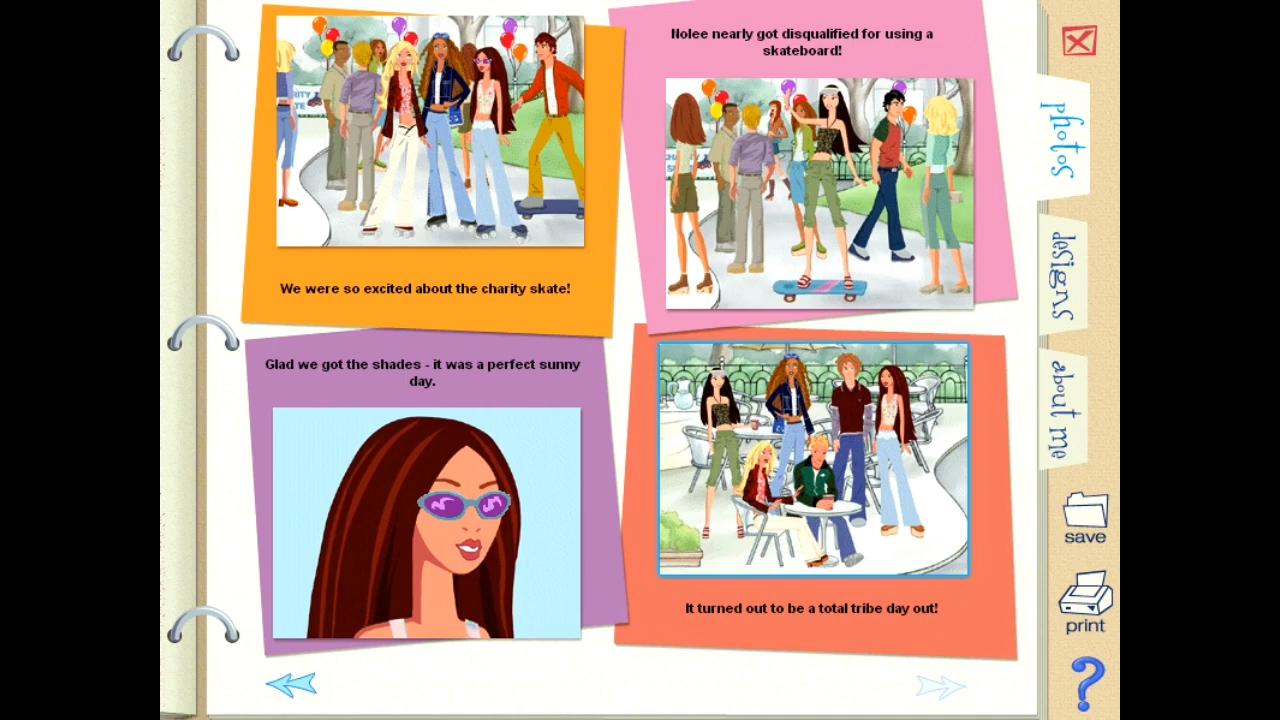 We were so excited about the charity skate!
Nolee nearly got disqualified for using a
skateboard!
Glad we got the shades - it was a perfect sunny
day.
It turned out to be a total tribe day out!
photos
designs
about me
save
print
?